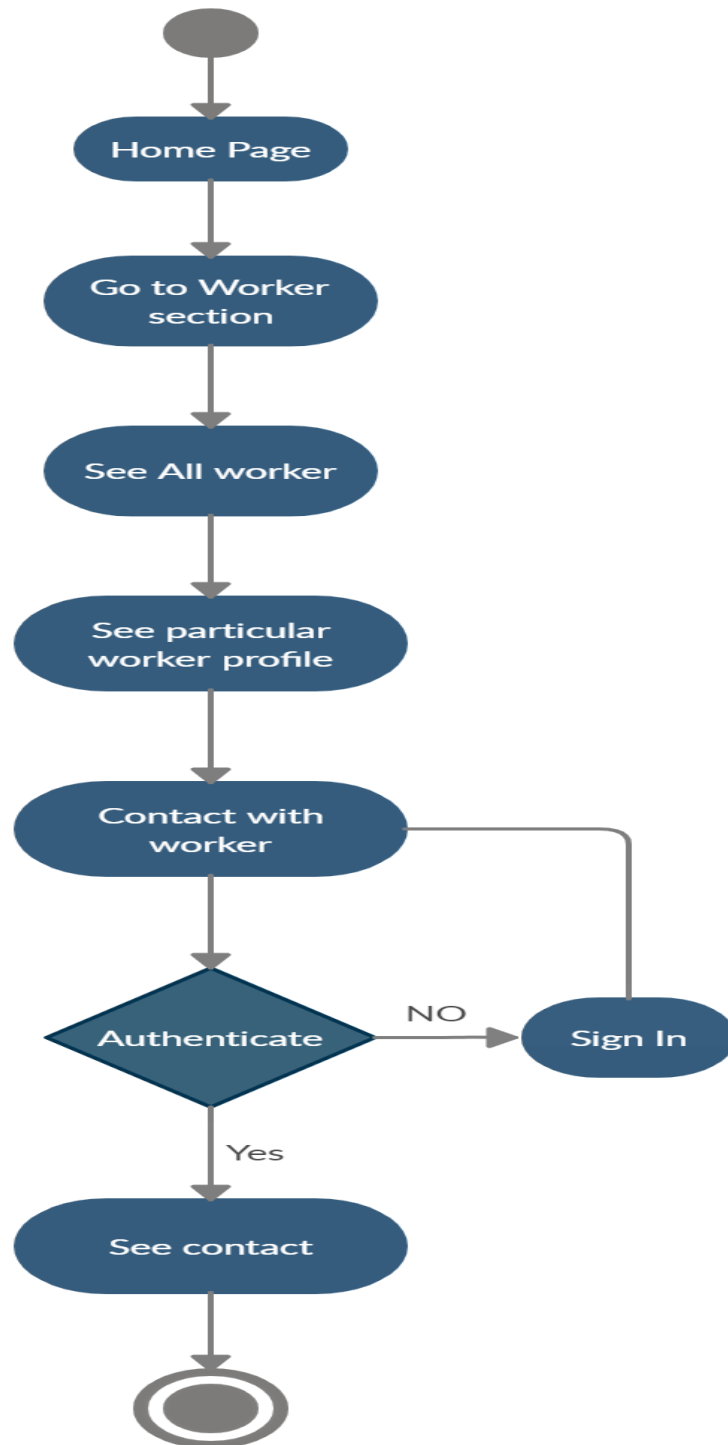 Home Page
Go to Worker
section
See All worker
See particular
worker profile
Contact with
worker
Authenticate
NO
Sign In
Yes
See contact